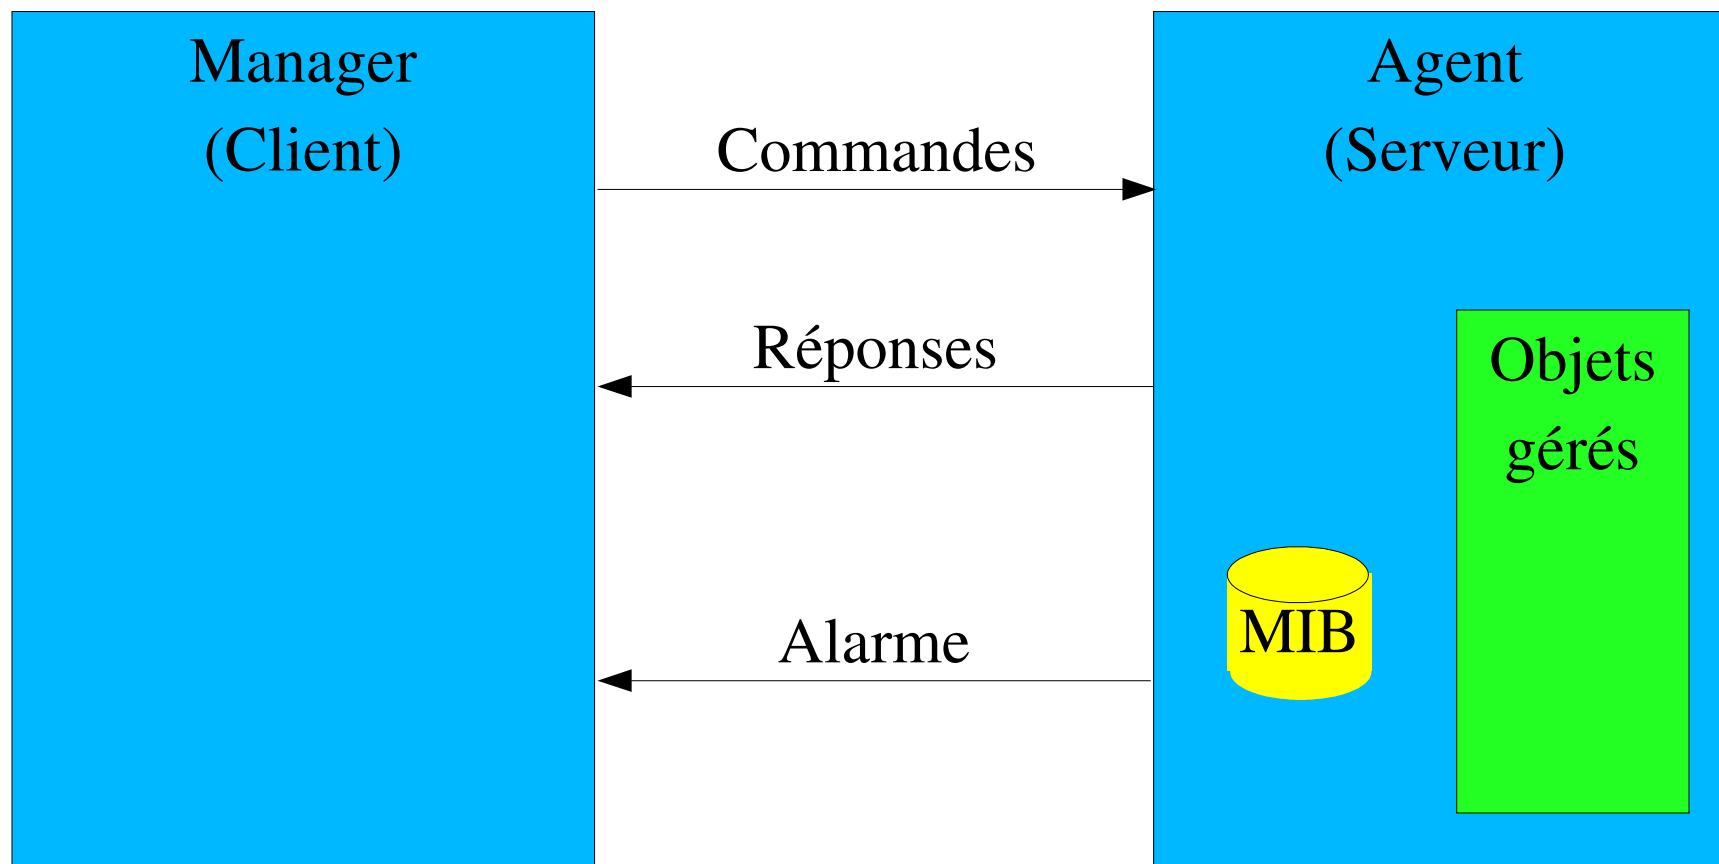 Manager
(Client)
Commandes
Réponses
Alarme
Agent
(Serveur)
Objets
gérés
MIB